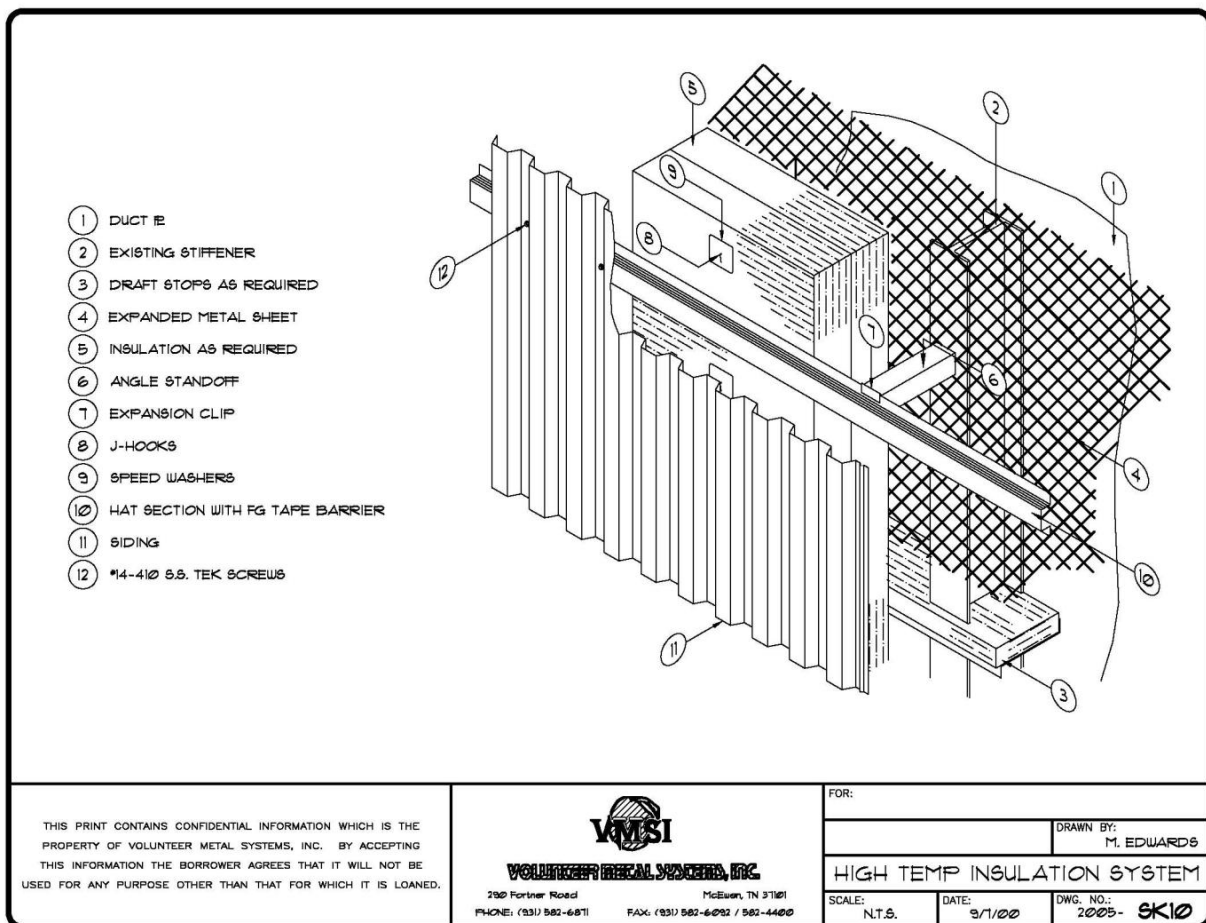 1 DUCT PL
2 EXISTING STIFFENER
3 DRAFT STOPS AS REQUIRED
4 EXPANDED METAL SHEET
5 INSULATION AS REQUIRED
6 ANGLE STANDOFF
7 EXPANSION CLIP
8 J-HOOKS
9 SPEED WASHERS
10 HAT SECTION WITH FG TAPE BARRIER
11 SIDING
12 #14-410 S.S. TEK SCREWS
5
2
9
1
8
12
7
6
4
10
11
3
THIS PRINT CONTAINS CONFIDENTIAL INFORMATION WHICH IS THE
PROPERTY OF VOLUNTEER METAL SYSTEMS, INC. BY ACCEPTING
THIS INFORMATION THE BORROWER AGREES THAT IT WILL NOT BE
USED FOR ANY PURPOSE OTHER THAN THAT FOR WHICH IT IS LOANED.
VMSI
VOLUNTEER METAL SYSTEMS, INC.
290 Fortner Road McEwen, TN 37101
PHONE: (931) 582-6871 FAX: (931) 582-6092 / 582-4400
FOR:
DRAWN BY:
M. EDWARDS
HIGH TEMP INSULATION SYSTEM
SCALE:
N.T.S.
DATE:
9/7/00
DWG. NO.:
2005- SK10